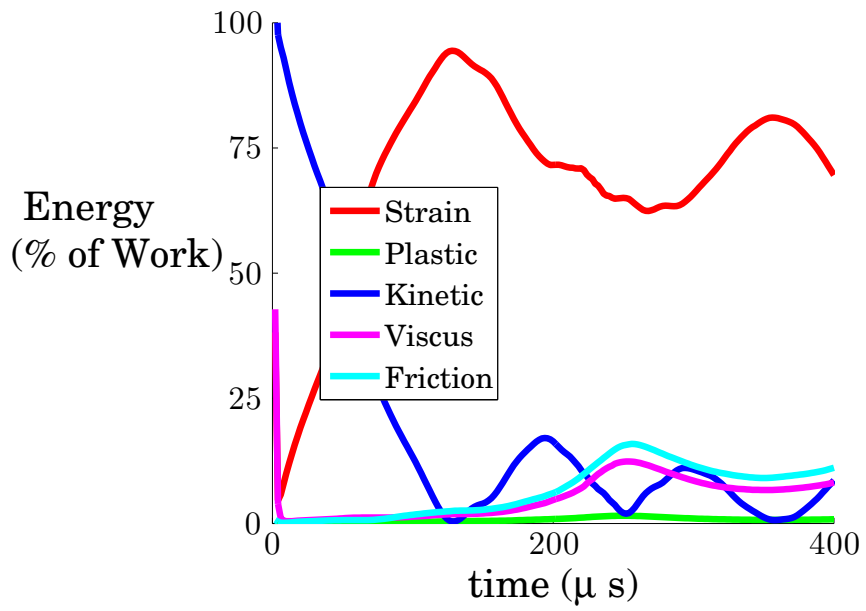 100
75
Energy
(% of Work)
50
25
0
Strain
Plastic
Kinetic
Viscus
Friction
0
200
400
time (μ s)